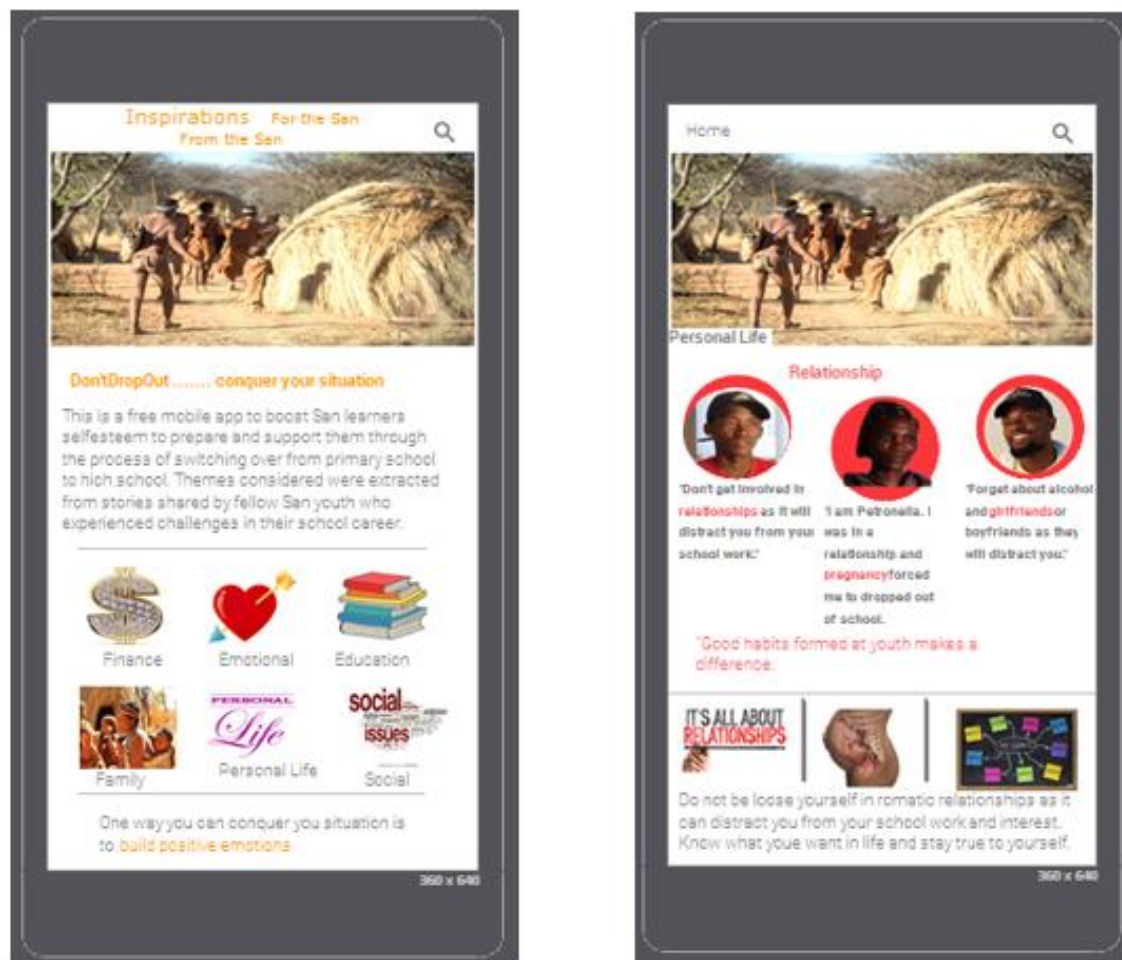 Inspirations For the San
From the San
Don'tDropOut ....... conquer your situation
This is a free mobile app to boost San learners
selfesteem to prepare and support them through
the process of switching over from primary school
to hich school. Themes considered were extracted
from stories shared by fellow San youth who
experienced challenges in their school career.
Finance
Emotional
Education
PERSONAL
Life
social
issues
Family
Personal Life
Social
One way you can conquer you situation is
to build positive emotions
360 x 640
Home
Personal Life
Relationship
"Don't get involved in
relationships as it will
distract you from your
school work."
"I am Petronella. I
was in a
relationship and
pregnancyforced
me to dropped out
of school.
"Forget about alcohol
and girlfriendsor
boyfriends as they
will distract you."
"Good habits formed at youth makes a
difference.
IT'S ALL ABOUT
RELATIONSHIPS
Do not be loose yourself in romatic relationships as it
can distract you from your school work and interest.
Know what youe want in life and stay true to yourself.
360 x 640